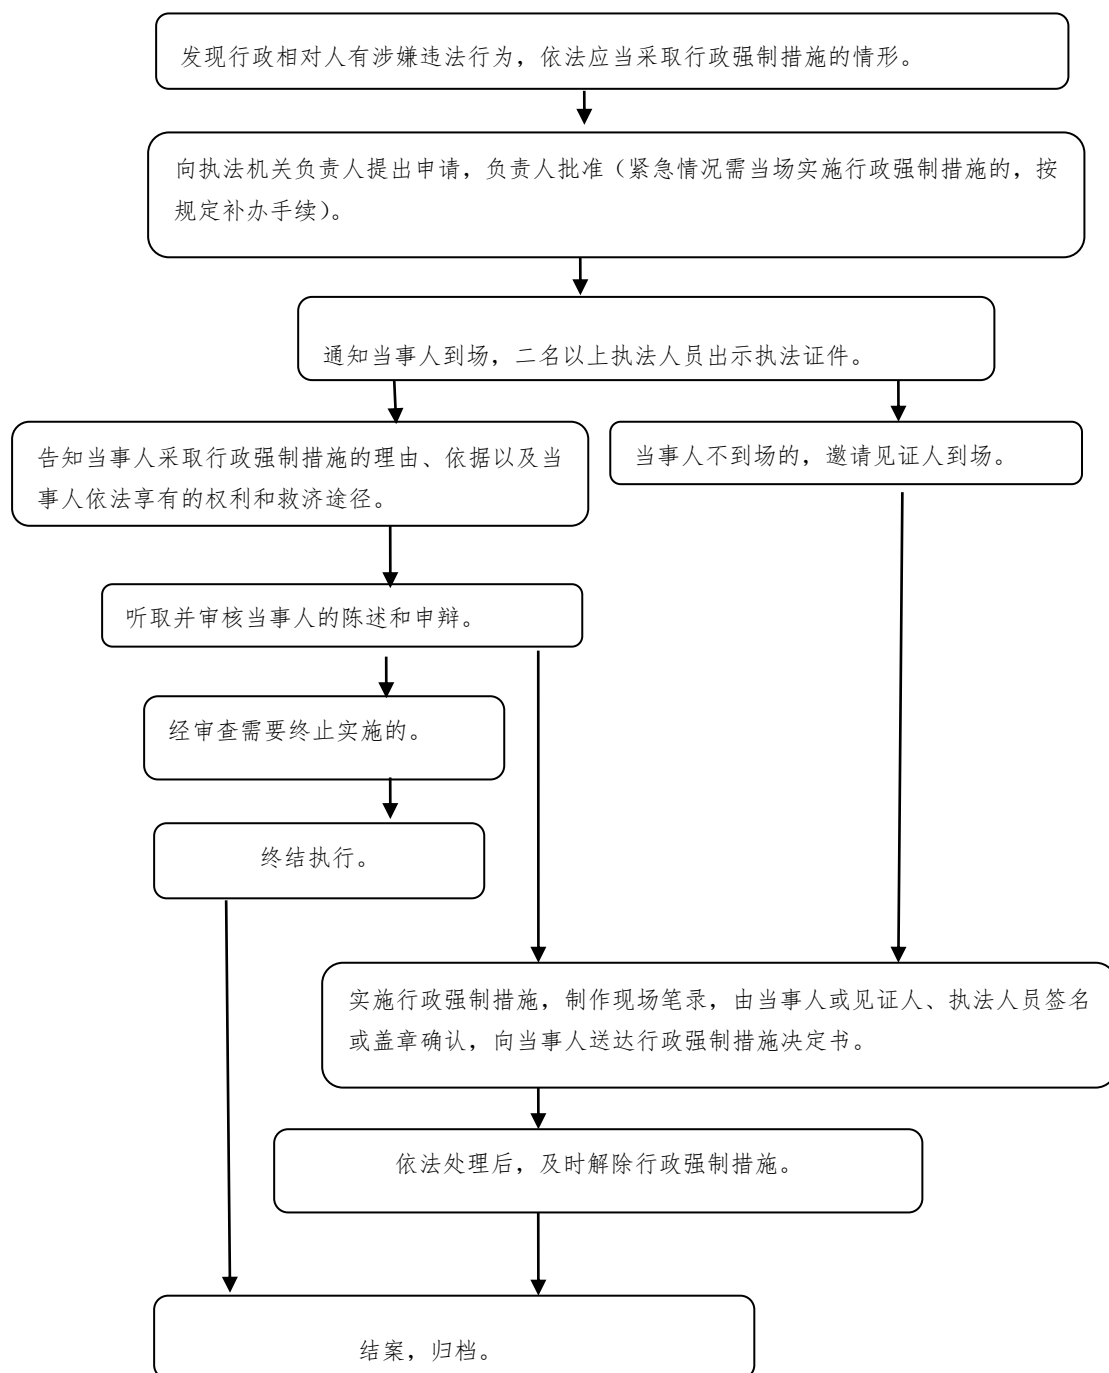 发现行政相对人有涉嫌违法行为，依法应当采取行政强制措施的情形。
向执法机关负责人提出申请，负责人批准（紧急情况需当场实施行政强制措施的，按
规定补办手续）。
通知当事人到场，二名以上执法人员出示执法证件。
告知当事人采取行政强制措施的理由、依据以及当
事人依法享有的权利和救济途径。
当事人不到场的，邀请见证人到场。
听取并审核当事人的陈述和申辩。
经审查需要终止实施的。
终结执行。
实施行政强制措施，制作现场笔录，由当事人或见证人、执法人员签名
或盖章确认，向当事人送达行政强制措施决定书。
依法处理后，及时解除行政强制措施。
结案，归档。